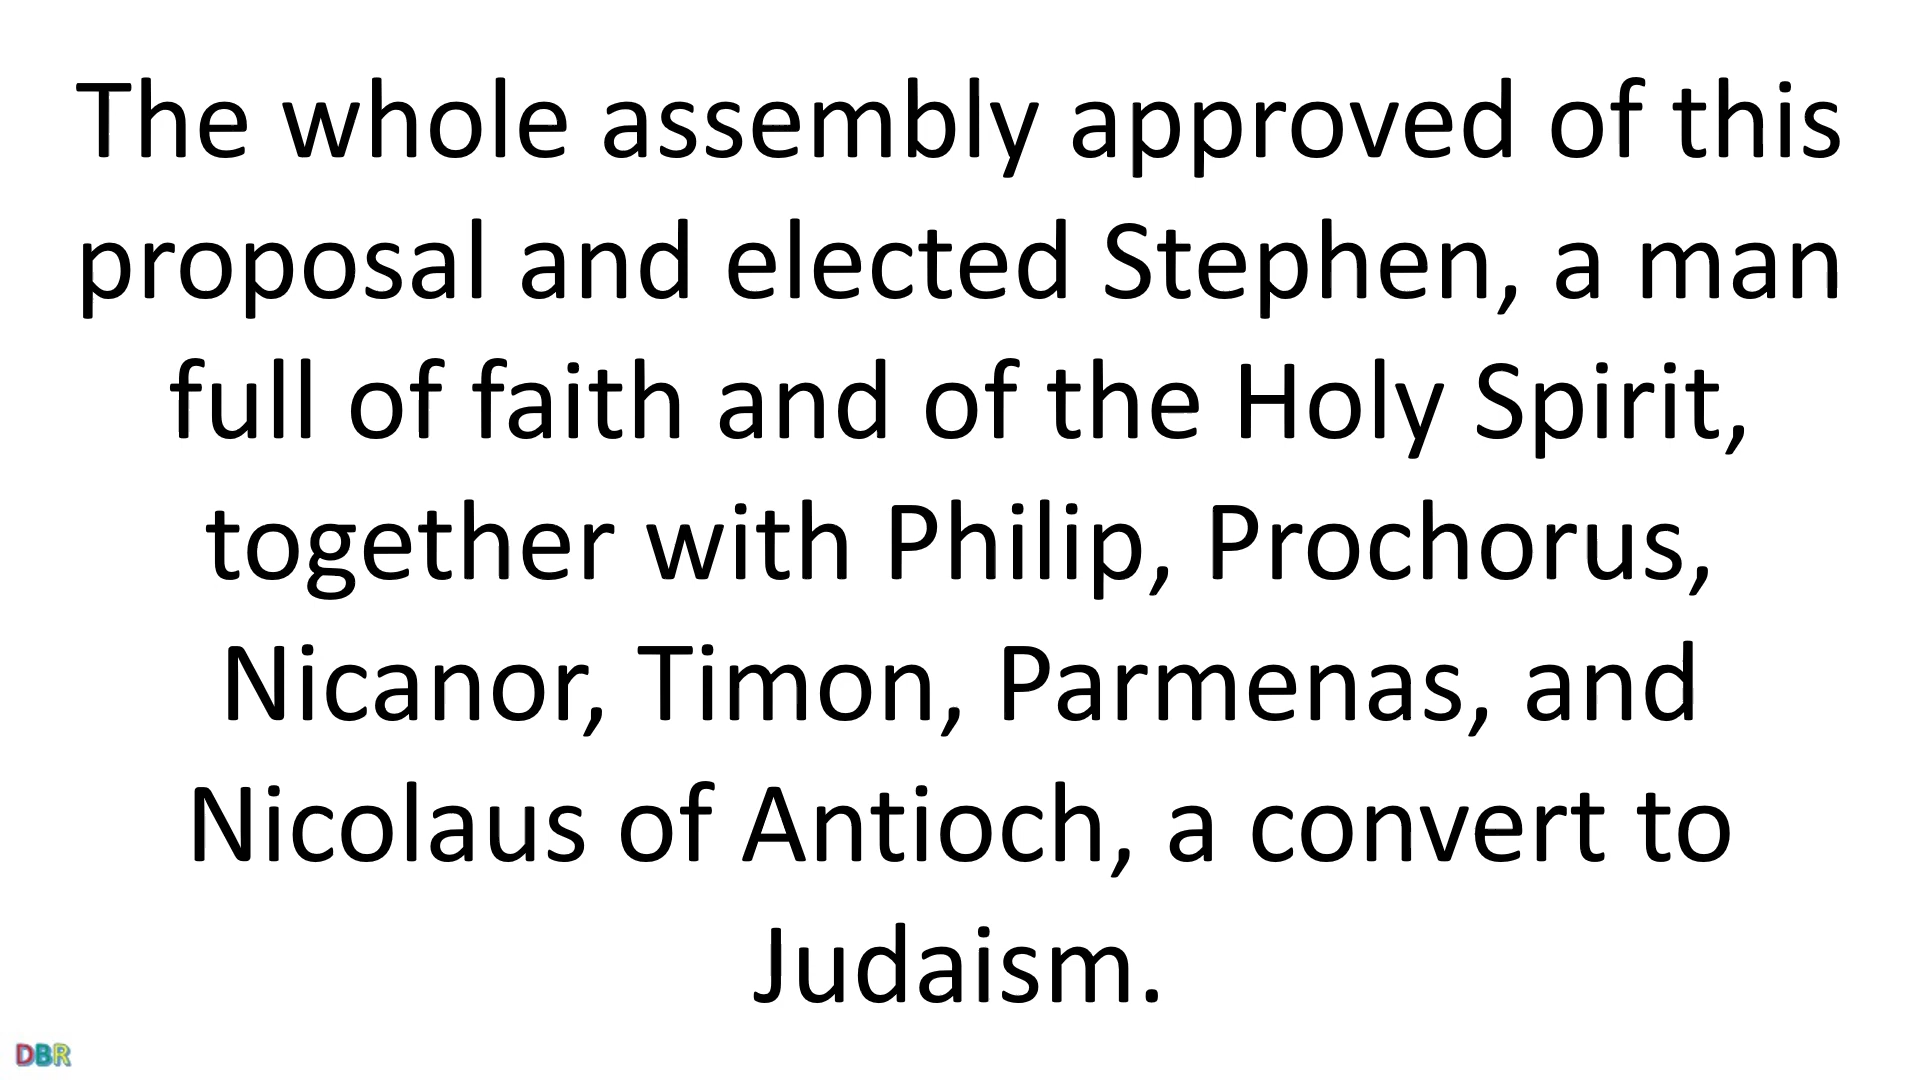 The whole assembly approved of this
proposal and elected Stephen, a man
full of faith and of the Holy Spirit,
together with Philip, Prochorus,
Nicanor, Timon, Parmenas, and
Nicolaus of Antioch, a convert to
Judaism.
DBR